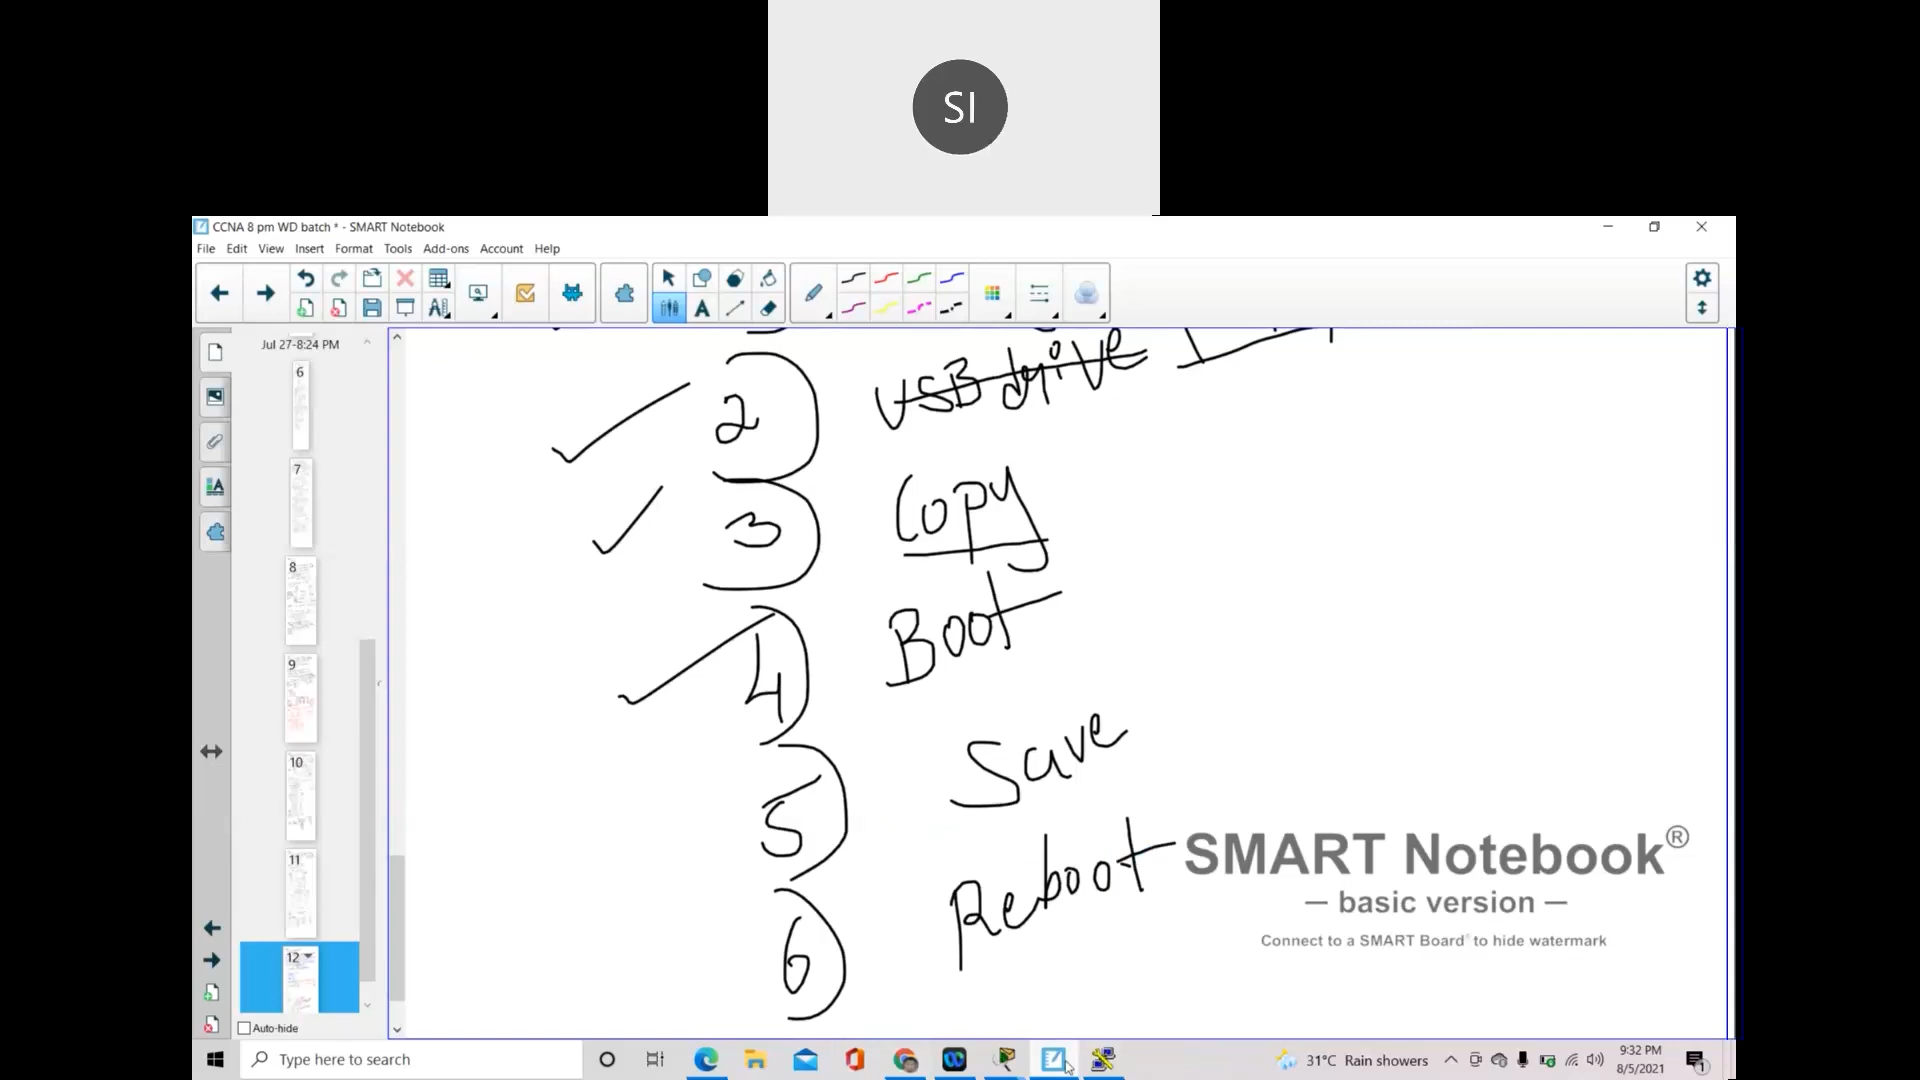 SI
CCNA 8 pm WD batch * - SMART Notebook
File Edit View Insert Format Tools Add-ons Account Help
Jul 27-8:24 PM
6
7
8
9
10
11
12
Auto-hide
2) USB drive
3) Copy
4) Boot
5) Save
6) Reboot
SMART Notebook®
— basic version —
Connect to a SMART Board® to hide watermark
Type here to search
31°C Rain showers
9:32 PM
8/5/2021
1